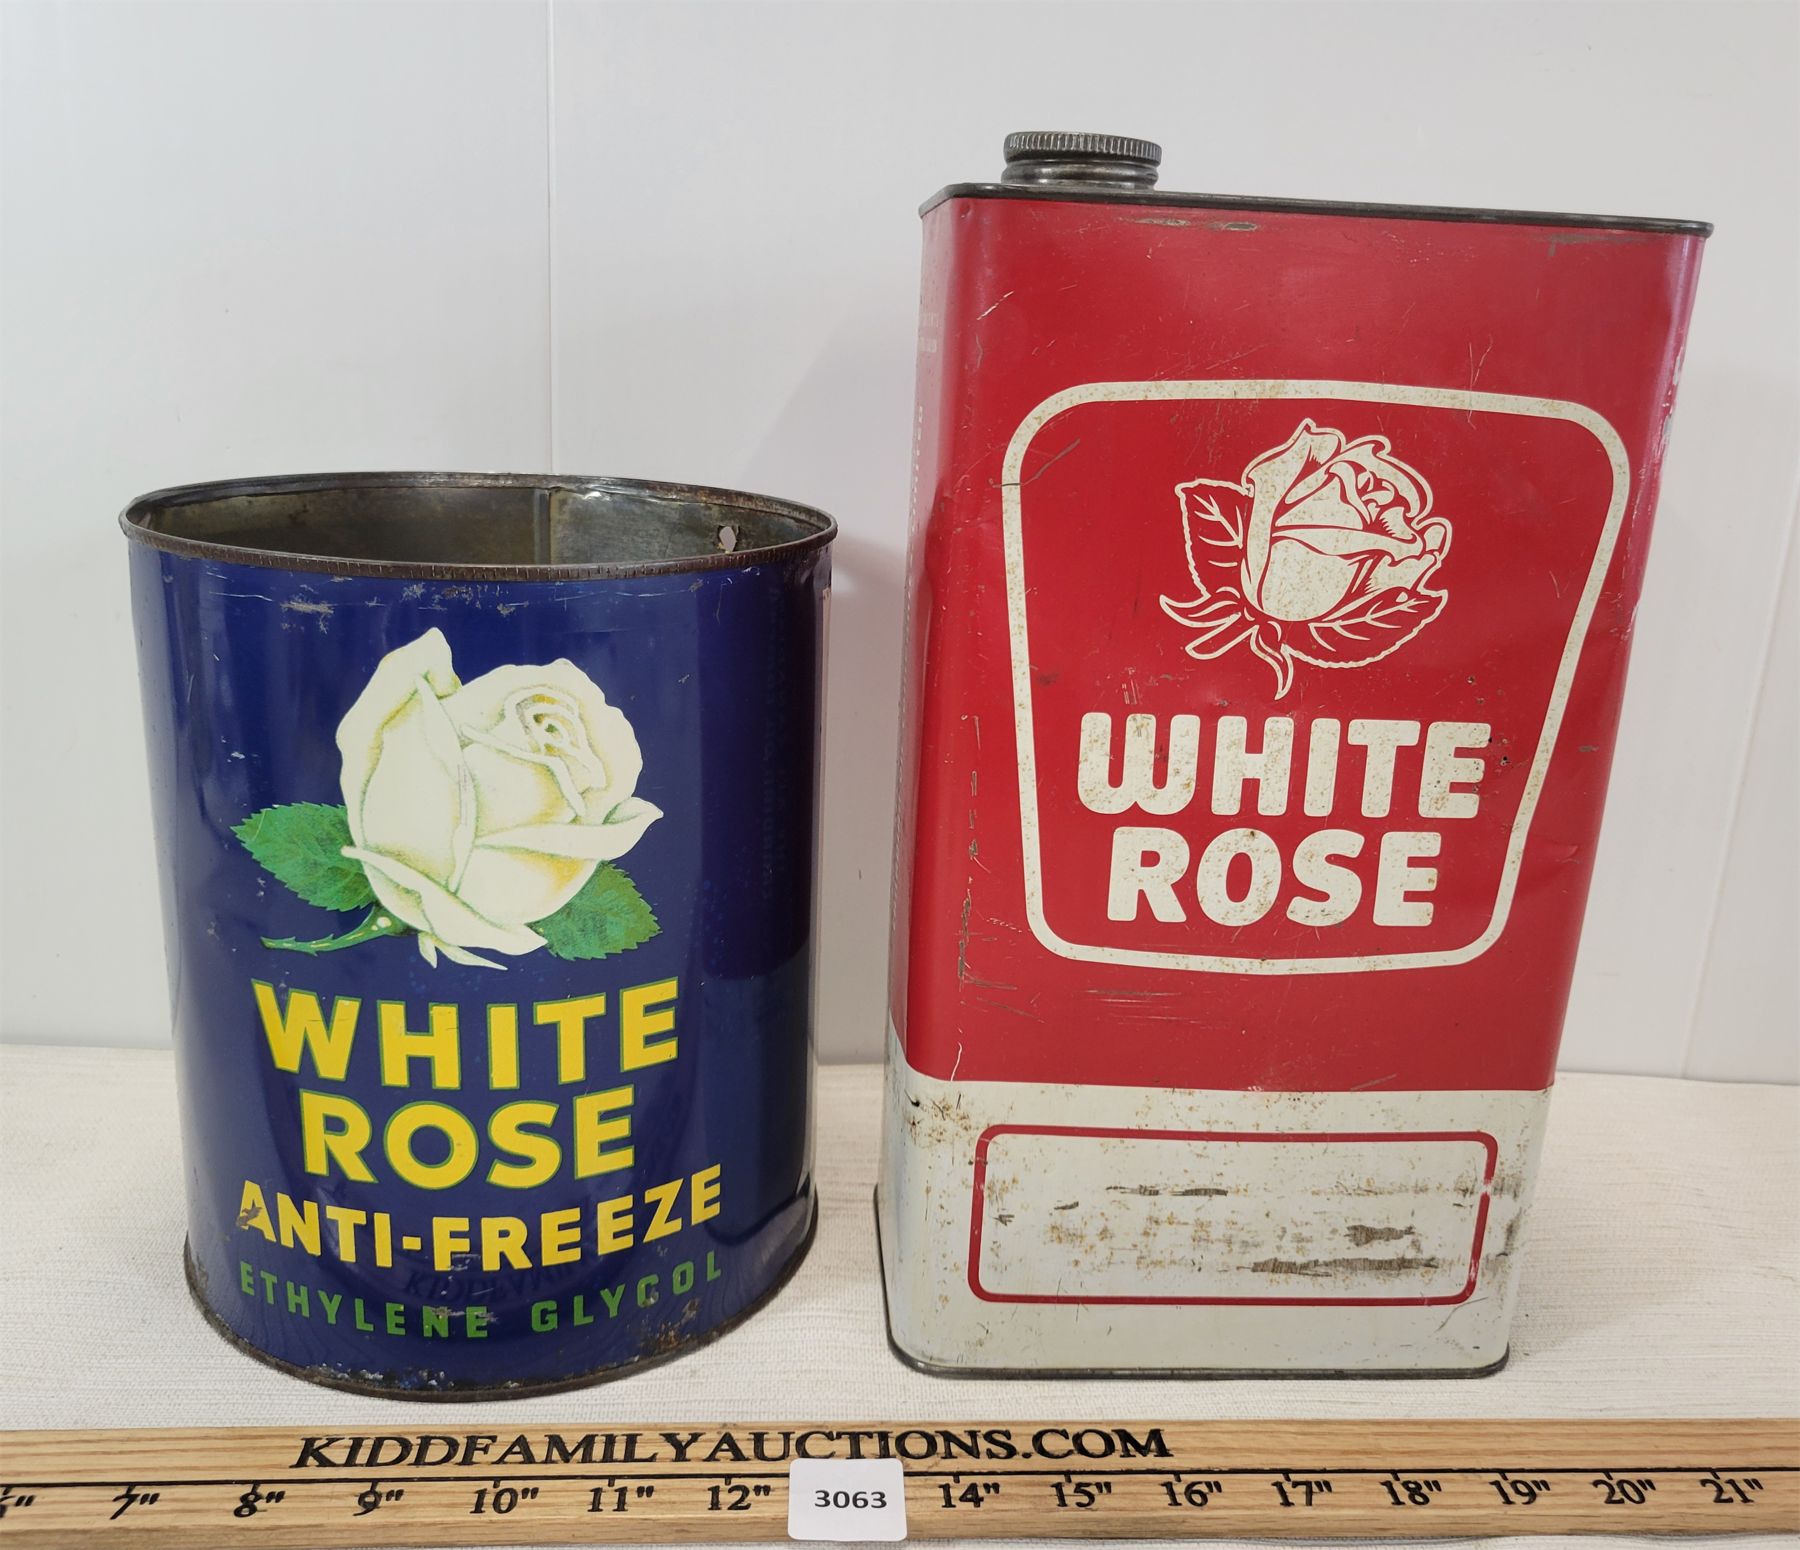 WHITE
ROSE
ANTI-FREEZE
ETHYLENE GLYCOL
WHITE
ROSE
KIDDFAMILYAUCTIONS.COM
7" 8" 9" 10" 11" 12" 14" 15" 16" 17" 18" 19" 20" 21"
3063